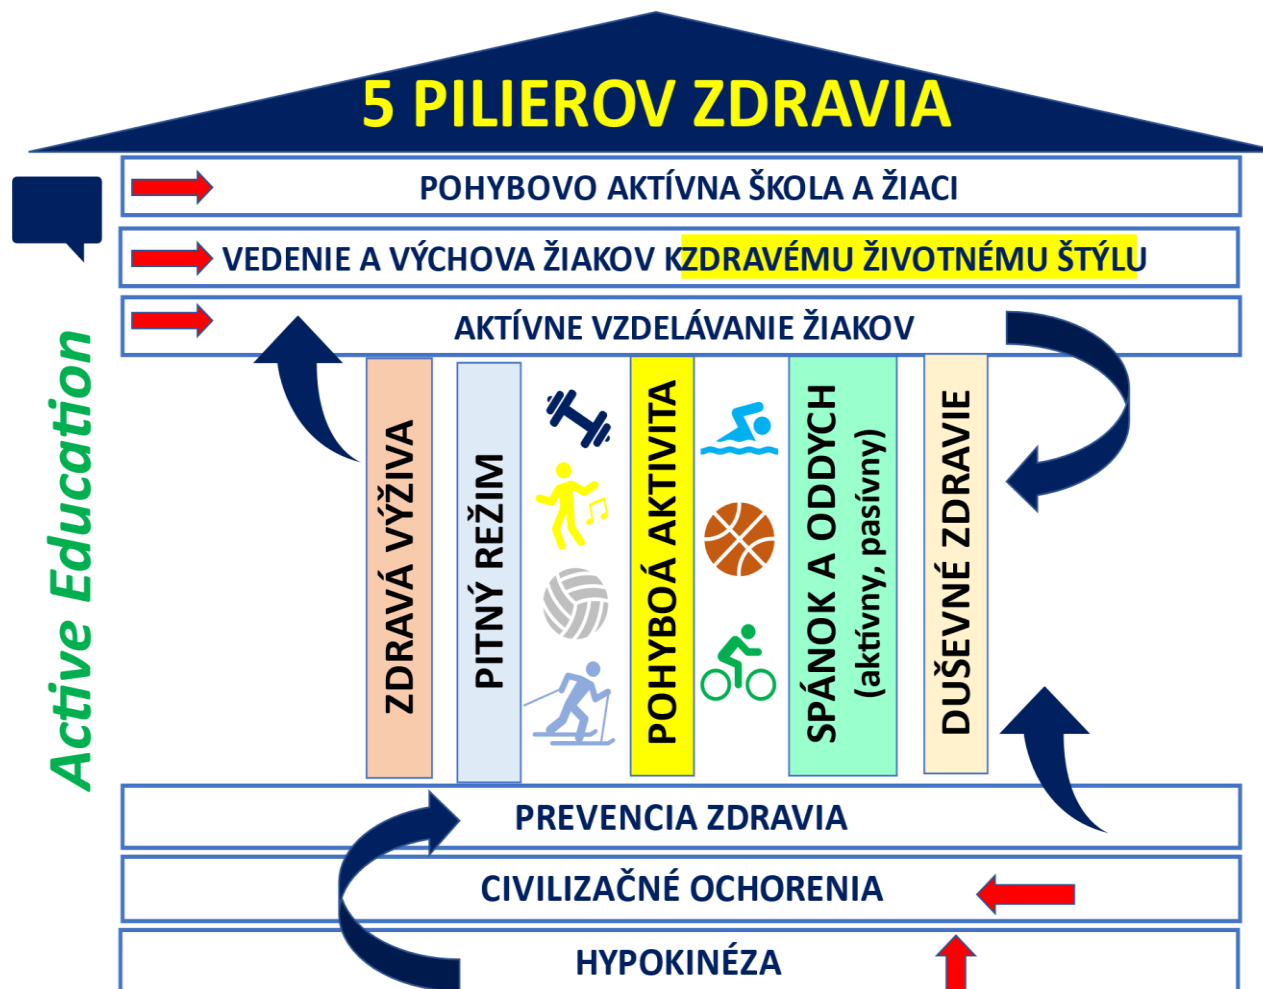 5 PILIEROV ZDRAVIA
POHYBOVO AKTÍVNA ŠKOLA A ŽIACI
VEDENIE A VÝCHOVA ŽIAKOV KZDRAVÉMU ŽIVOTNÉMU ŠTÝLU
AKTÍVNE VZDELÁVANIE ŽIAKOV
Active Education
ZDRAVÁ VÝŽIVA
PITNÝ REŽIM
POHYBOÁ AKTIVITA
SPÁNOK A ODDYCH
(aktívny, pasívny)
DUŠEVNÉ ZDRAVIE
PREVENCIA ZDRAVIA
CIVILIZAČNÉ OCHORENIA
HYPOKINÉZA